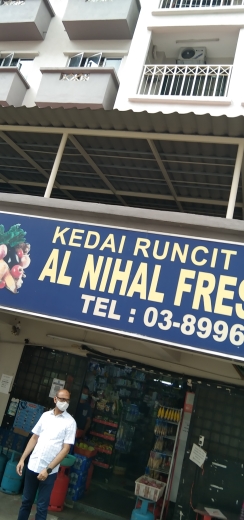 KEDAI RUNCIT
AL NIHAL FRES
TEL : 03-8996